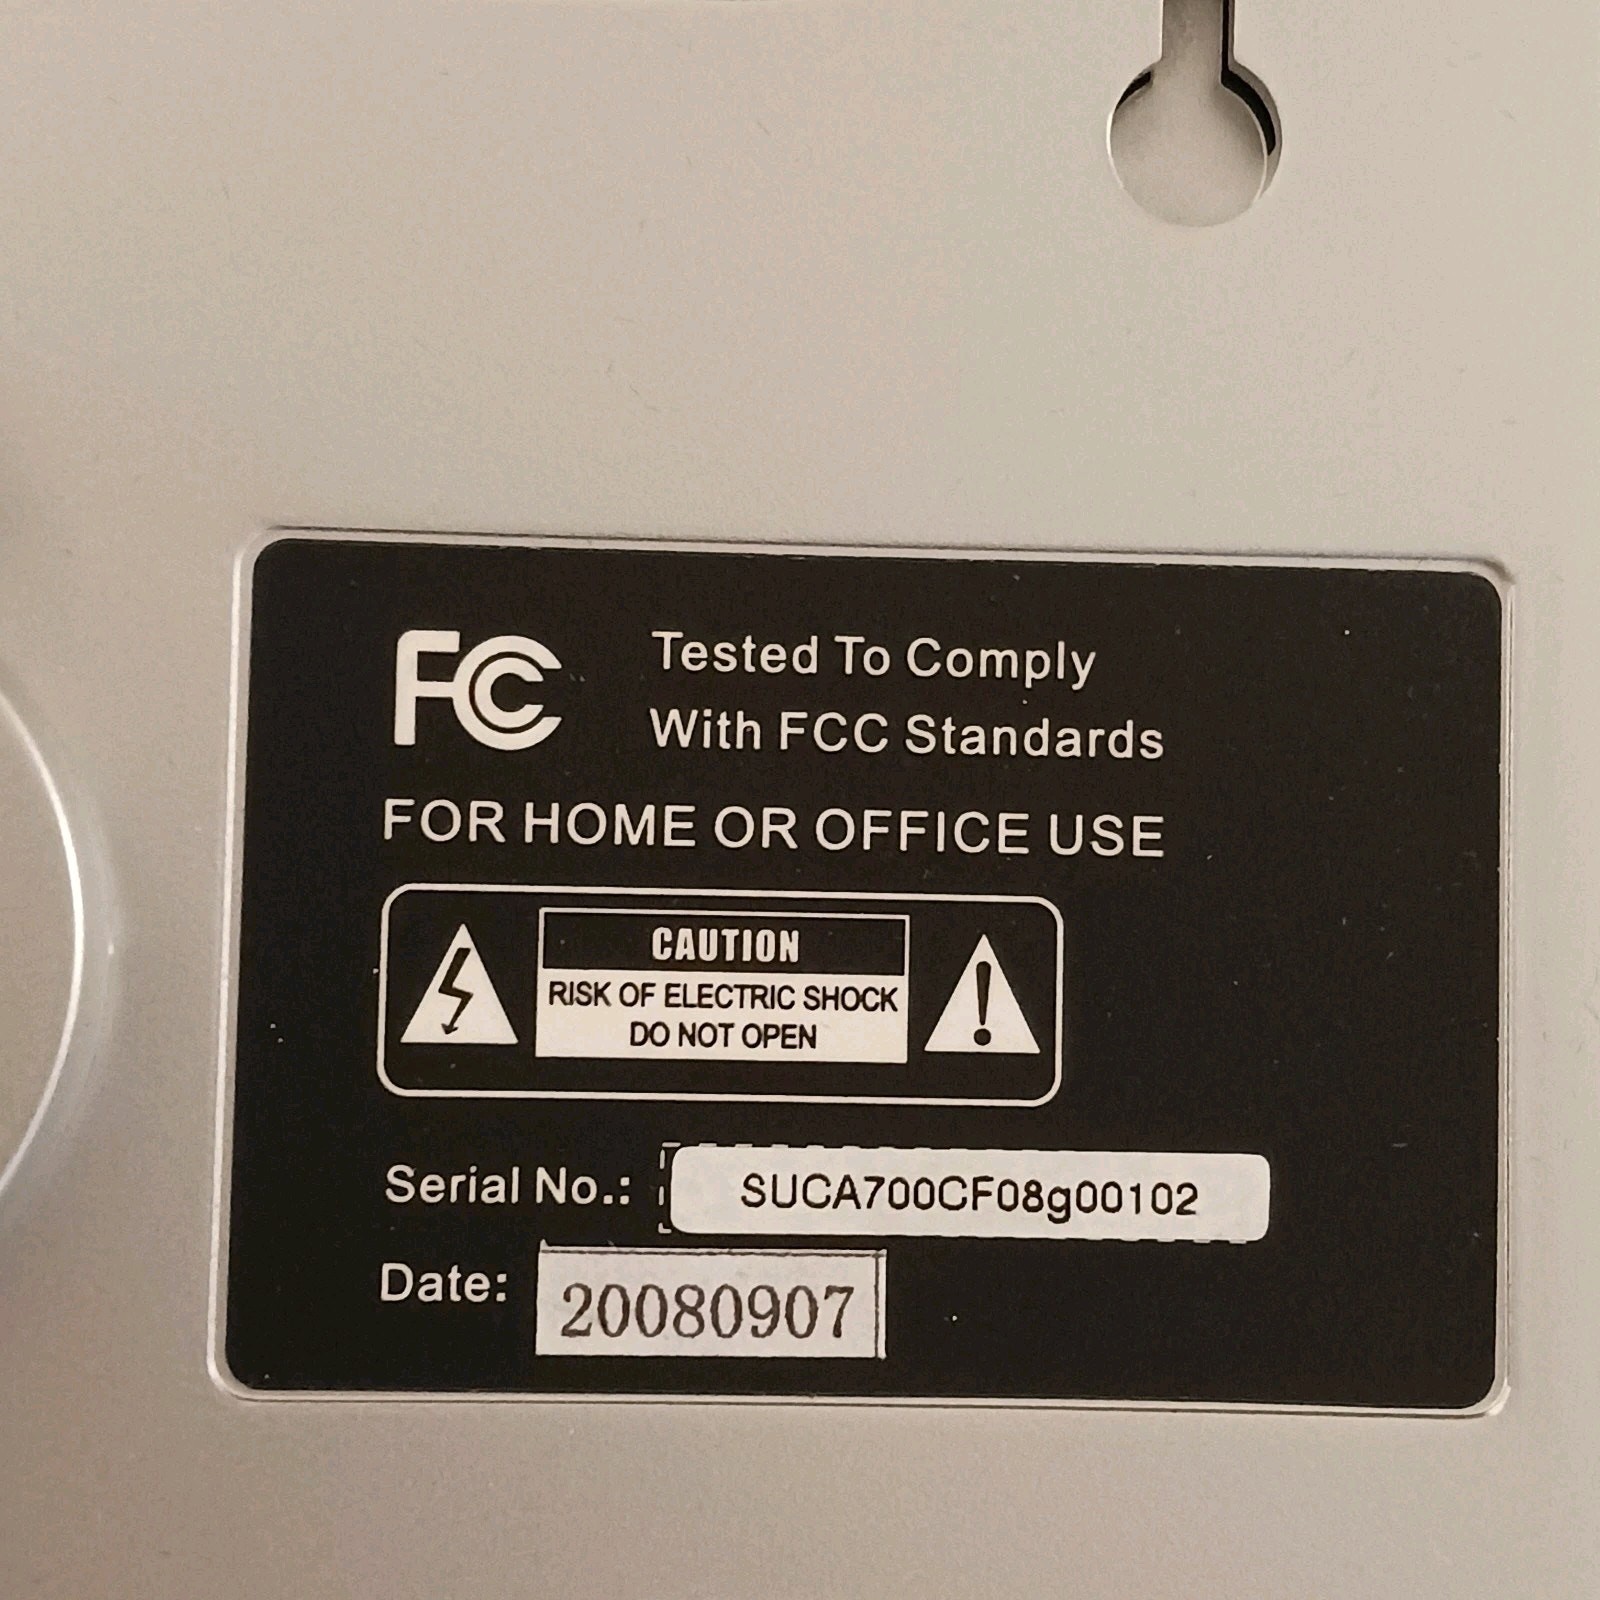 FC Tested To Comply
With FCC Standards
FOR HOME OR OFFICE USE
CAUTION
RISK OF ELECTRIC SHOCK
DO NOT OPEN
Serial No.: SUCA700CF08g00102
Date: 20080907